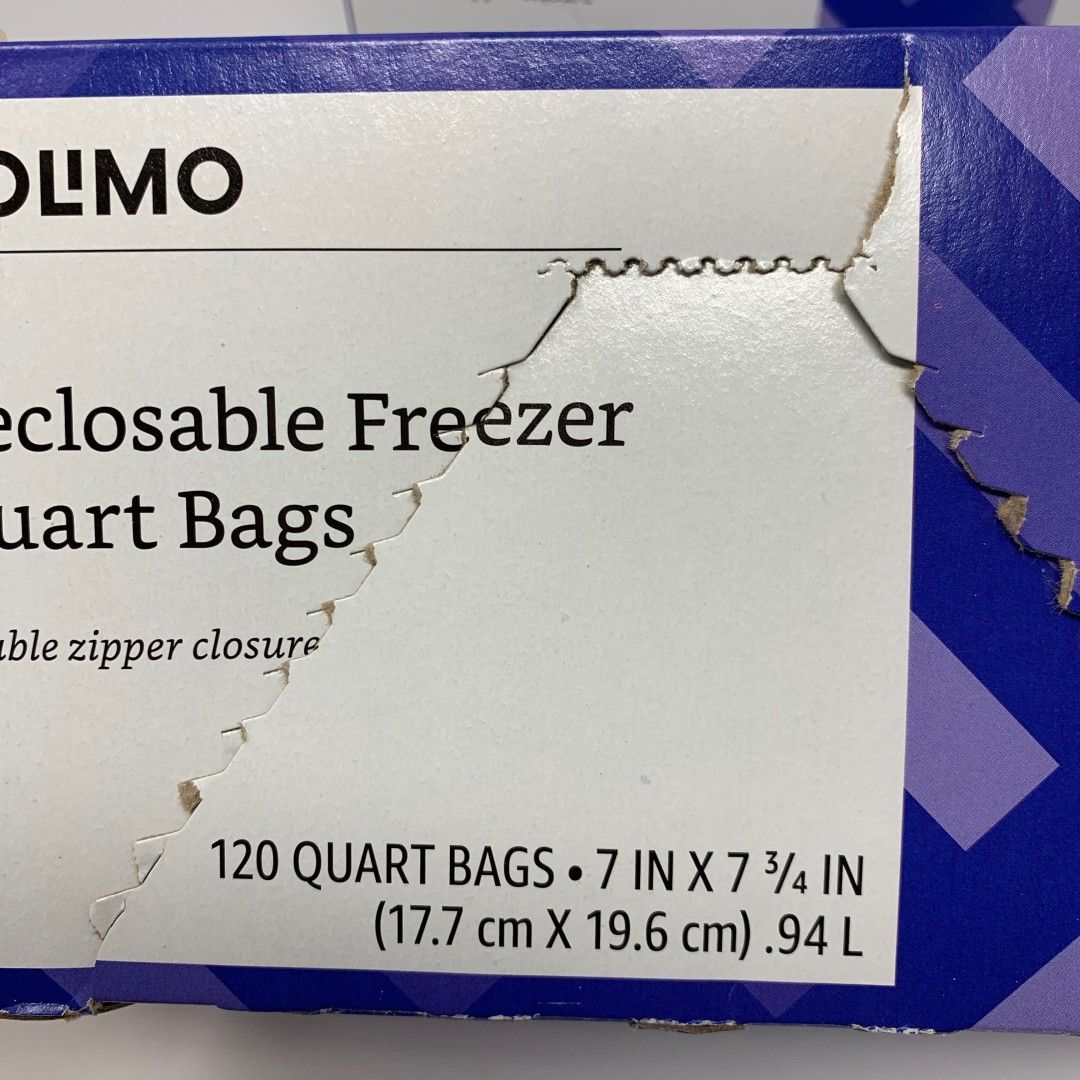 OLIMO
eclosable Freezer
uart Bags
able zipper closure
120 QUART BAGS • 7 IN X 7 ¾ IN
(17.7 cm X 19.6 cm) .94 L